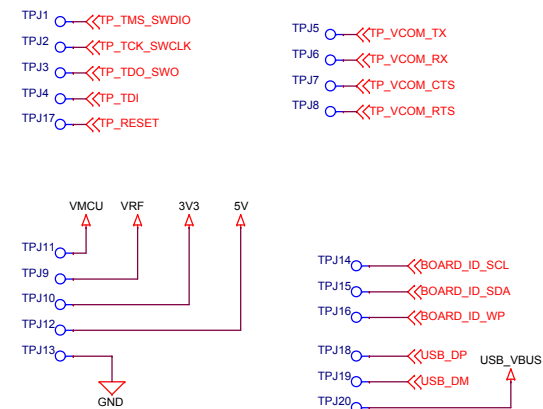 TPJ1 TP_TMS_SWDIO
TPJ2 TP_TCK_SWCLK
TPJ3 TP_TDO_SWO
TPJ4 TP_TDI
TPJ17 TP_RESET
TPJ5 TP_VCOM_TX
TPJ6 TP_VCOM_RX
TPJ7 TP_VCOM_CTS
TPJ8 TP_VCOM_RTS
VMCU VRF 3V3 5V
TPJ11
TPJ9
TPJ10
TPJ12
TPJ13
GND
TPJ14 BOARD_ID_SCL
TPJ15 BOARD_ID_SDA
TPJ16 BOARD_ID_WP
TPJ18 USB_DP
USB_VBUS
TPJ19 USB_DM
TPJ20